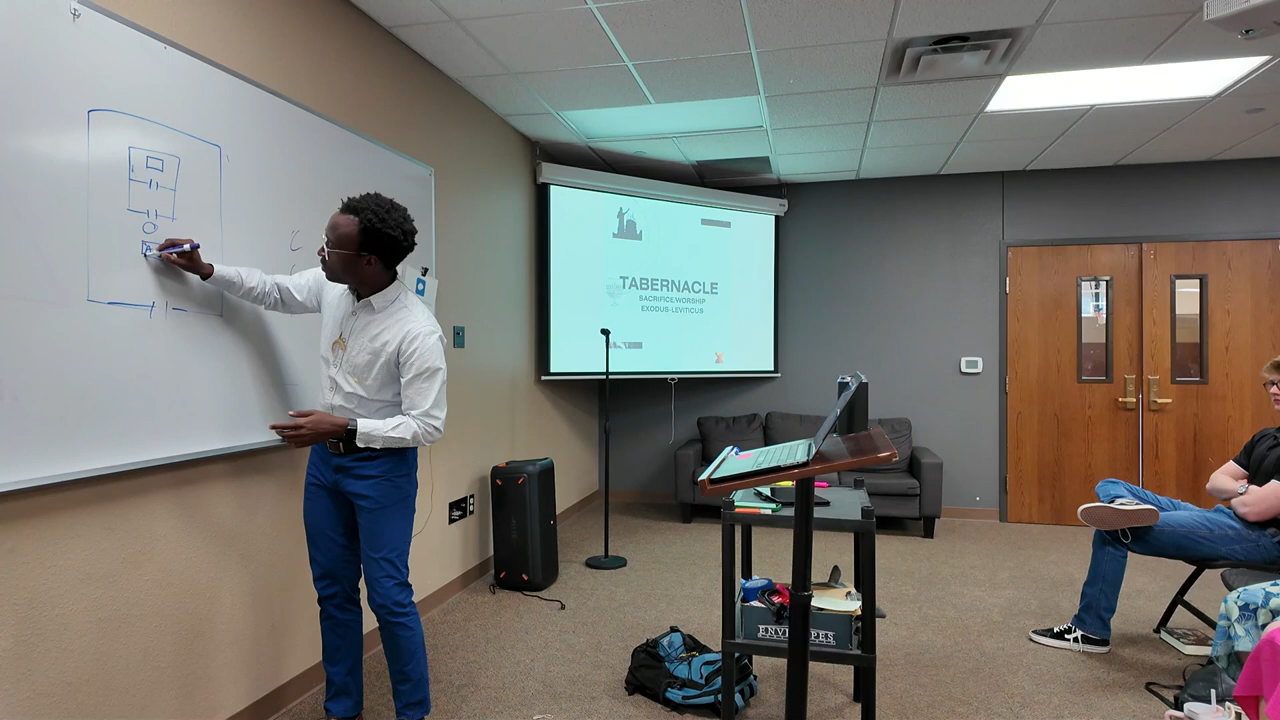 A
C
TABERNACLE
SACRIFICE/WORSHIP
EXODUS-LEVITICUS
ENVELOPES